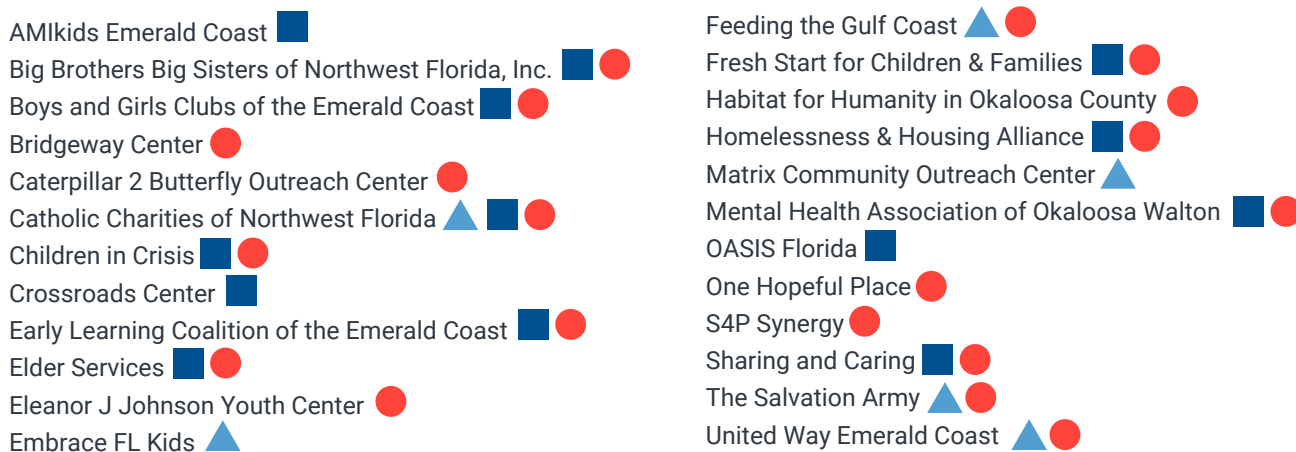 AMIkids Emerald Coast
Big Brothers Big Sisters of Northwest Florida, Inc.
Boys and Girls Clubs of the Emerald Coast
Bridgeway Center
Caterpillar 2 Butterfly Outreach Center
Catholic Charities of Northwest Florida
Children in Crisis
Crossroads Center
Early Learning Coalition of the Emerald Coast
Elder Services
Eleanor J Johnson Youth Center
Embrace FL Kids
Feeding the Gulf Coast
Fresh Start for Children & Families
Habitat for Humanity in Okaloosa County
Homelessness & Housing Alliance
Matrix Community Outreach Center
Mental Health Association of Okaloosa Walton
OASIS Florida
One Hopeful Place
S4P Synergy
Sharing and Caring
The Salvation Army
United Way Emerald Coast